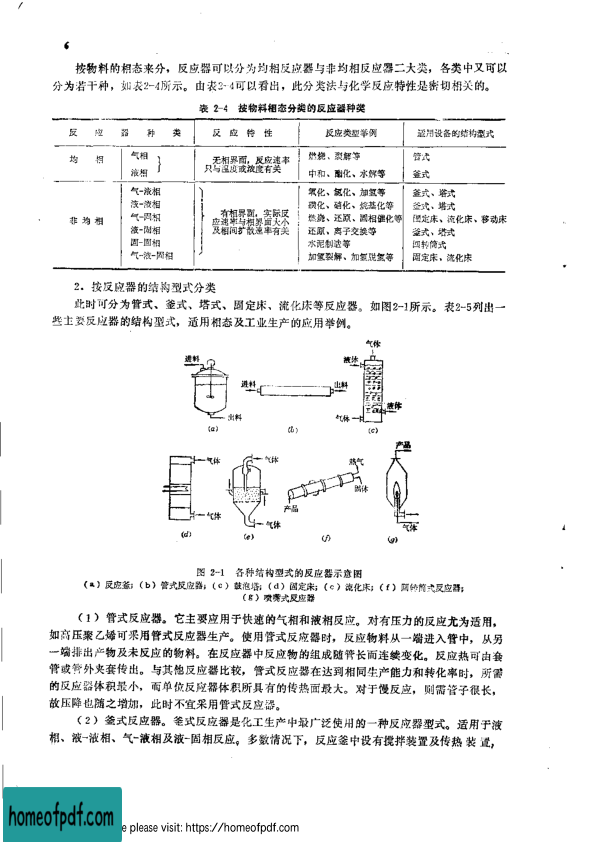 6
按物料的相态来分，反应器可以分为均相反应器与非均相反应器二大类，各类中又可以
分为若干种，如表2-4所示。由表2-4可以看出，此分类法与化学反应特性是密切相关的。
表 2-4 按物料相态分类的反应器种类
反 应 器 种 类 反 应 特 性 反应类型举例 适用设备的结构型式
均 相 气相 无相界面，反应速率 燃烧、裂解等 管式
液相 只与温度或浓度有关 中和、酯化、水解等 釜式
气-液相 氧化、氯化、加氢等 釜式、塔式
液-液相 磺化、硝化、烷基化等 釜式、塔式
非 均 相 气-固相 有相界面，实际反 燃烧、还原、固相催化等 固定床、流化床、移动床
液-固相 应速率与相界面大小 还原、离子交换等 釜式、塔式
固-固相 及相间扩散速率有关 水泥制造等 回转筒式
气-液-固相 加氢裂解、加氢脱氢等 固定床、流化床
2．按反应器的结构型式分类
此时可分为管式、釜式、塔式、固定床、流化床等反应器。如图2-1所示。表2-5列出一
些主要反应器的结构型式，适用相态及工业生产的应用举例。
进料
出料
(a)
进料
出料
(b)
气体
液体
液体
气体
(c)
气体
气体
(d)
气体
气体
(e)
热气
固体
产品
(f)
产品
气体
(g)
图 2-1 各种结构型式的反应器示意图
(a) 反应釜；(b) 管式反应器；(c) 鼓泡塔；(d) 固定床；(e) 流化床；(f) 回转筒式反应器；
(g) 喷嘴式反应器
（1）管式反应器。它主要应用于快速的气相和液相反应。对有压力的反应尤为适用，
如高压聚乙烯可采用管式反应器生产。使用管式反应器时，反应物料从一端进入管中，从另
一端排出产物及未反应的物料。在反应器中反应物的组成随管长而连续变化。反应热可由套
管或管外夹套传出。与其他反应器比较，管式反应器在达到相同生产能力和转化率时，所需
的反应器体积最小，而单位反应器体积所具有的传热面最大。对于慢反应，则需管子很长，
故压降也随之增加，此时不宜采用管式反应器。
（2）釜式反应器。釜式反应器是化工生产中最广泛使用的一种反应器型式。适用于液
相、液-液相、气-液相及液-固相反应。多数情况下，反应釜中设有搅拌装置及传热装置，
homeofpdf.com
e please visit: https://homeofpdf.com